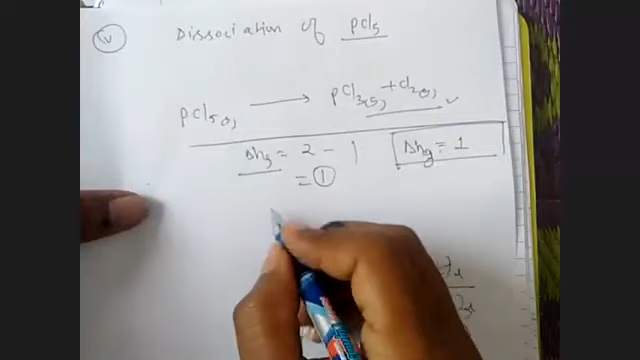 (v) Dissociation of PCl5
PCl5(g) ⟶ PCl3(g) + Cl2(g) ✓
Δng = 2 - 1
Δng = 1
= 1